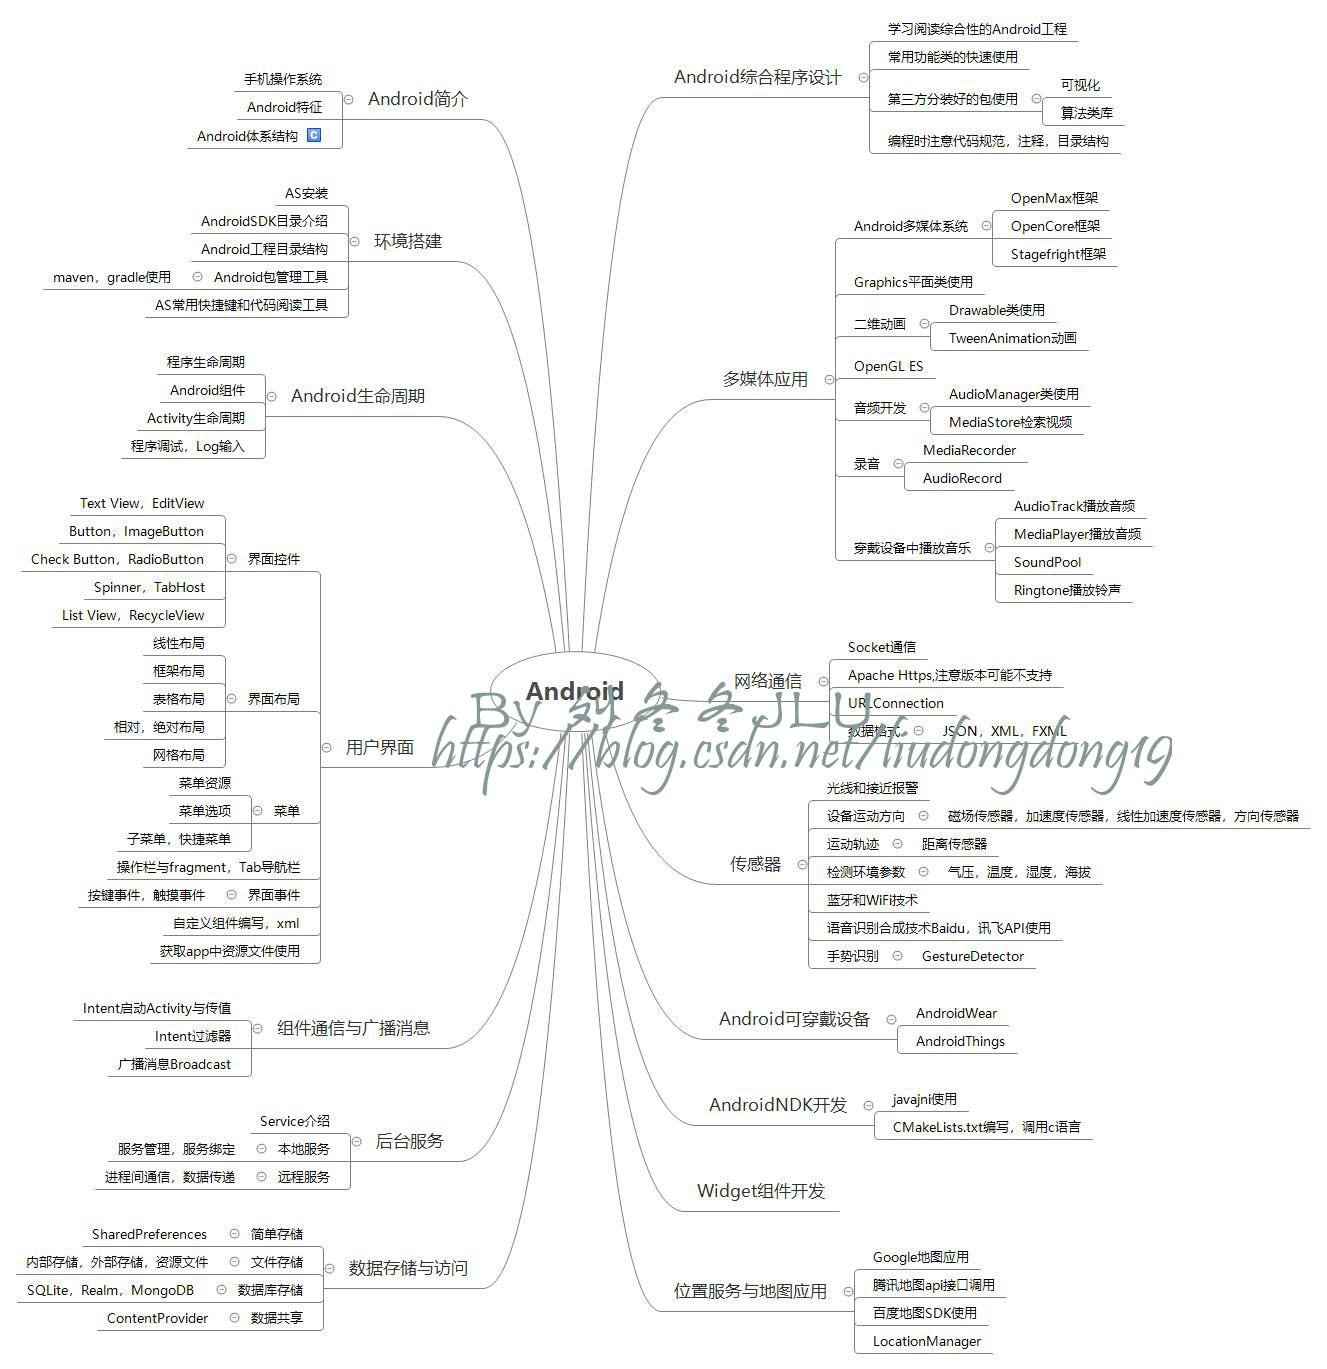 Android
Android简介
手机操作系统
Android特征
Android体系结构
环境搭建
AS安装
AndroidSDK目录介绍
Android工程目录结构
Android包管理工具
maven，gradle使用
AS常用快捷键和代码阅读工具
Android生命周期
程序生命周期
Android组件
Activity生命周期
程序调试，Log输入
用户界面
界面控件
Text View，EditView
Button，ImageButton
Check Button，RadioButton
Spinner，TabHost
List View，RecycleView
界面布局
线性布局
框架布局
表格布局
相对，绝对布局
网格布局
菜单
菜单资源
菜单选项
子菜单，快捷菜单
操作栏与fragment，Tab导航栏
界面事件
按键事件，触摸事件
自定义组件编写，xml
获取app中资源文件使用
组件通信与广播消息
Intent启动Activity与传值
Intent过滤器
广播消息Broadcast
后台服务
Service介绍
本地服务
服务管理，服务绑定
远程服务
进程间通信，数据传递
数据存储与访问
简单存储
SharedPreferences
文件存储
内部存储，外部存储，资源文件
数据库存储
SQLite，Realm，MongoDB
数据共享
ContentProvider
Android综合程序设计
学习阅读综合性的Android工程
常用功能类的快速使用
第三方分装好的包使用
可视化
算法类库
编程时注意代码规范，注释，目录结构
多媒体应用
Android多媒体系统
OpenMax框架
OpenCore框架
Stagefright框架
Graphics平面类使用
二维动画
Drawable类使用
TweenAnimation动画
OpenGL ES
音频开发
AudioManager类使用
MediaStore检索视频
录音
MediaRecorder
AudioRecord
穿戴设备中播放音乐
AudioTrack播放音频
MediaPlayer播放音频
SoundPool
Ringtone播放铃声
网络通信
Socket通信
Apache Https,注意版本可能不支持
URLConnection
数据格式
JSON，XML，FXML
传感器
光线和接近报警
设备运动方向
磁场传感器，加速度传感器，线性加速度传感器，方向传感器
运动轨迹
距离传感器
检测环境参数
气压，温度，湿度，海拔
蓝牙和WiFi技术
语音识别合成技术Baidu，讯飞API使用
手势识别
GestureDetector
Android可穿戴设备
AndroidWear
AndroidThings
AndroidNDK开发
javajni使用
CMakeLists.txt编写，调用c语言
Widget组件开发
位置服务与地图应用
Google地图应用
腾讯地图api接口调用
百度地图SDK使用
LocationManager
By 刘冬冬JLU
https://blog.csdn.net/liudongdong19